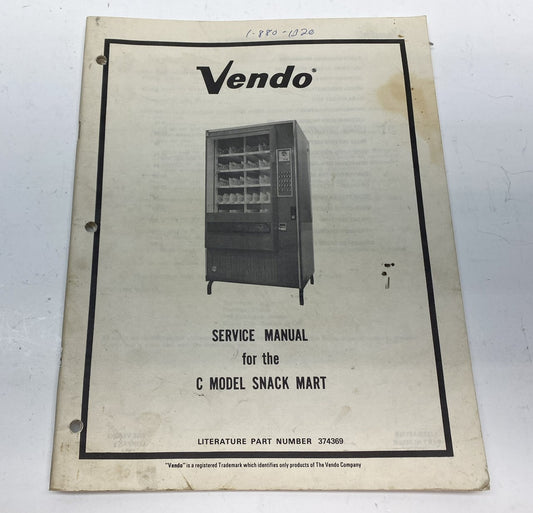 1-880-1320
Vendo®
SERVICE MANUAL
for the
C MODEL SNACK MART
LITERATURE PART NUMBER 374369
"Vendo" is a registered Trademark which identifies only products of The Vendo Company